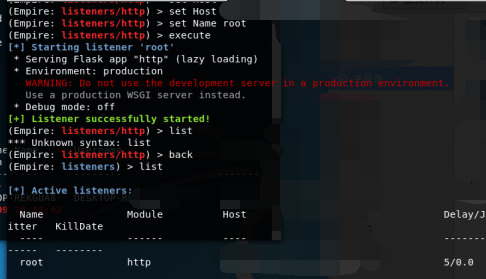 (Empire: listeners/http) > set Host
(Empire: listeners/http) > set Name root
(Empire: listeners/http) > execute
[*] Starting listener 'root'
* Serving Flask app "http" (lazy loading)
* Environment: production
WARNING: Do not use the development server in a production environment.
Use a production WSGI server instead.
* Debug mode: off
[+] Listener successfully started!
(Empire: listeners/http) > list
*** Unknown syntax: list
(Empire: listeners/http) > back
(Empire: listeners) > list
[*] Active listeners:
Name Module Host Delay/J
itter KillDate
---- ------ ---- -------
----- --------
root http 5/0.0